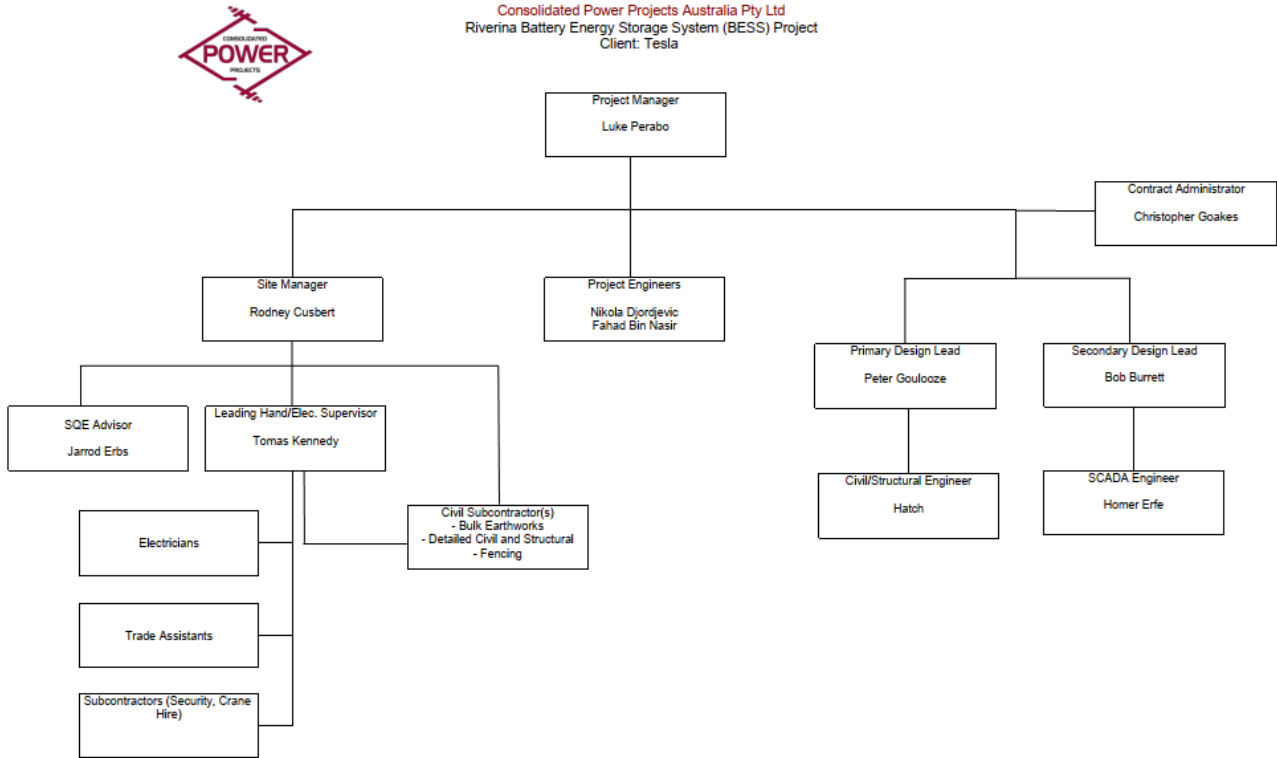 Consolidated Power Projects Australia Pty Ltd
Riverina Battery Energy Storage System (BESS) Project
Client: Tesla
CONSOLIDATED
POWER
PROJECTS
Project Manager
Luke Perabo
Contract Administrator
Christopher Goakes
Site Manager
Rodney Cusbert
Project Engineers
Nikola Djordjevic
Fahad Bin Nasir
Primary Design Lead
Peter Goulooze
Secondary Design Lead
Bob Burrett
SQE Advisor
Jarrod Erbs
Leading Hand/Elec. Supervisor
Tomas Kennedy
Civil/Structural Engineer
Hatch
SCADA Engineer
Homer Erfe
Civil Subcontractor(s)
- Bulk Earthworks
- Detailed Civil and Structural
- Fencing
Electricians
Trade Assistants
Subcontractors (Security, Crane
Hire)